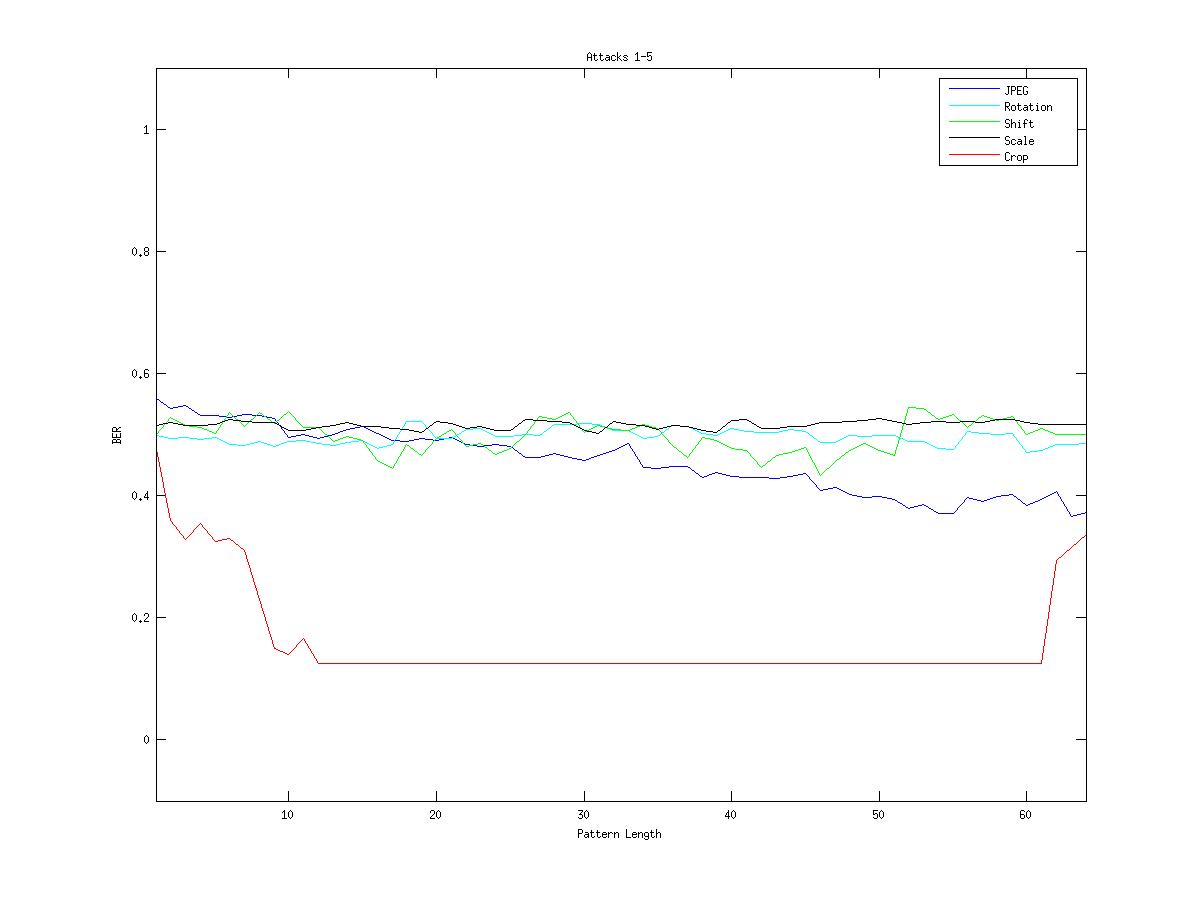 Attacks 1-5
JPEG
Rotation
Shift
Scale
Crop
1
0.8
0.6
0.4
0.2
0
BER
10 20 30 40 50 60
Pattern Length